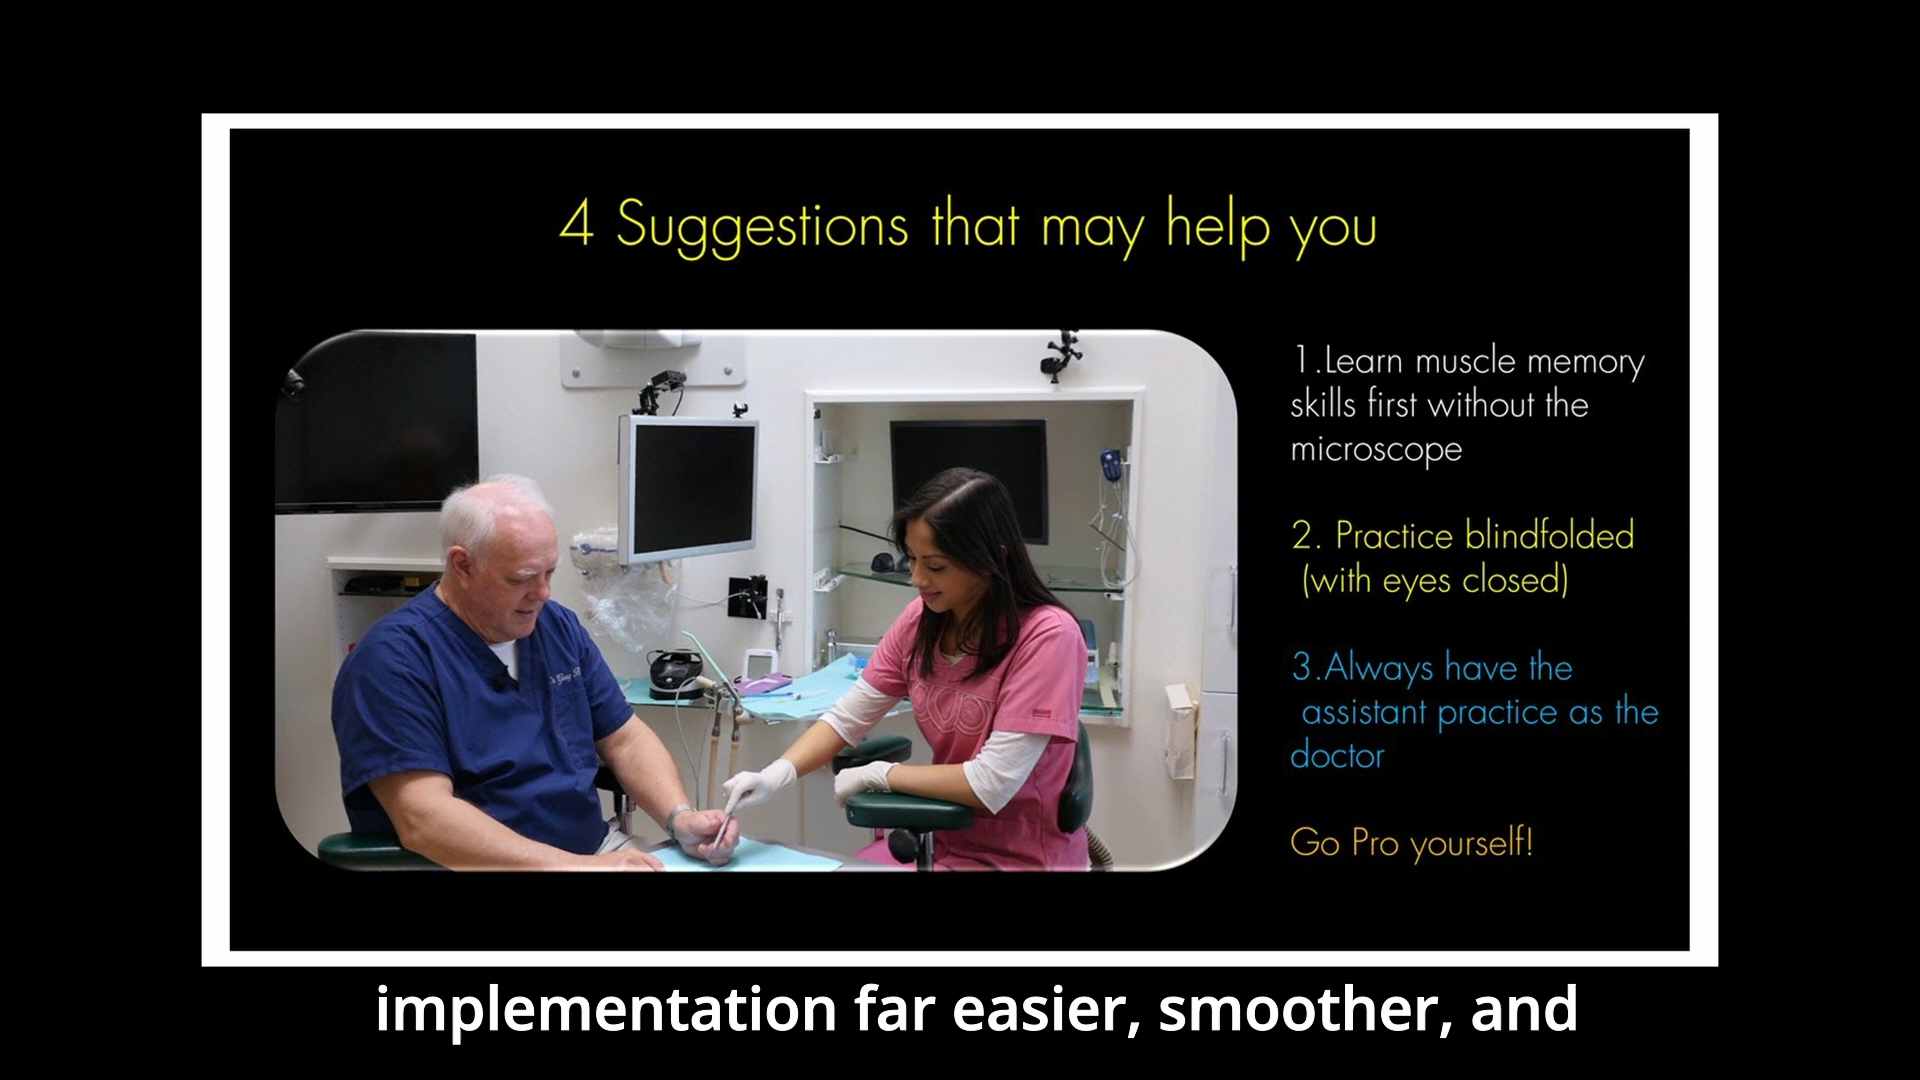 4 Suggestions that may help you
1.Learn muscle memory
skills first without the
microscope
2. Practice blindfolded
(with eyes closed)
3.Always have the
assistant practice as the
doctor
Go Pro yourself!
implementation far easier, smoother, and